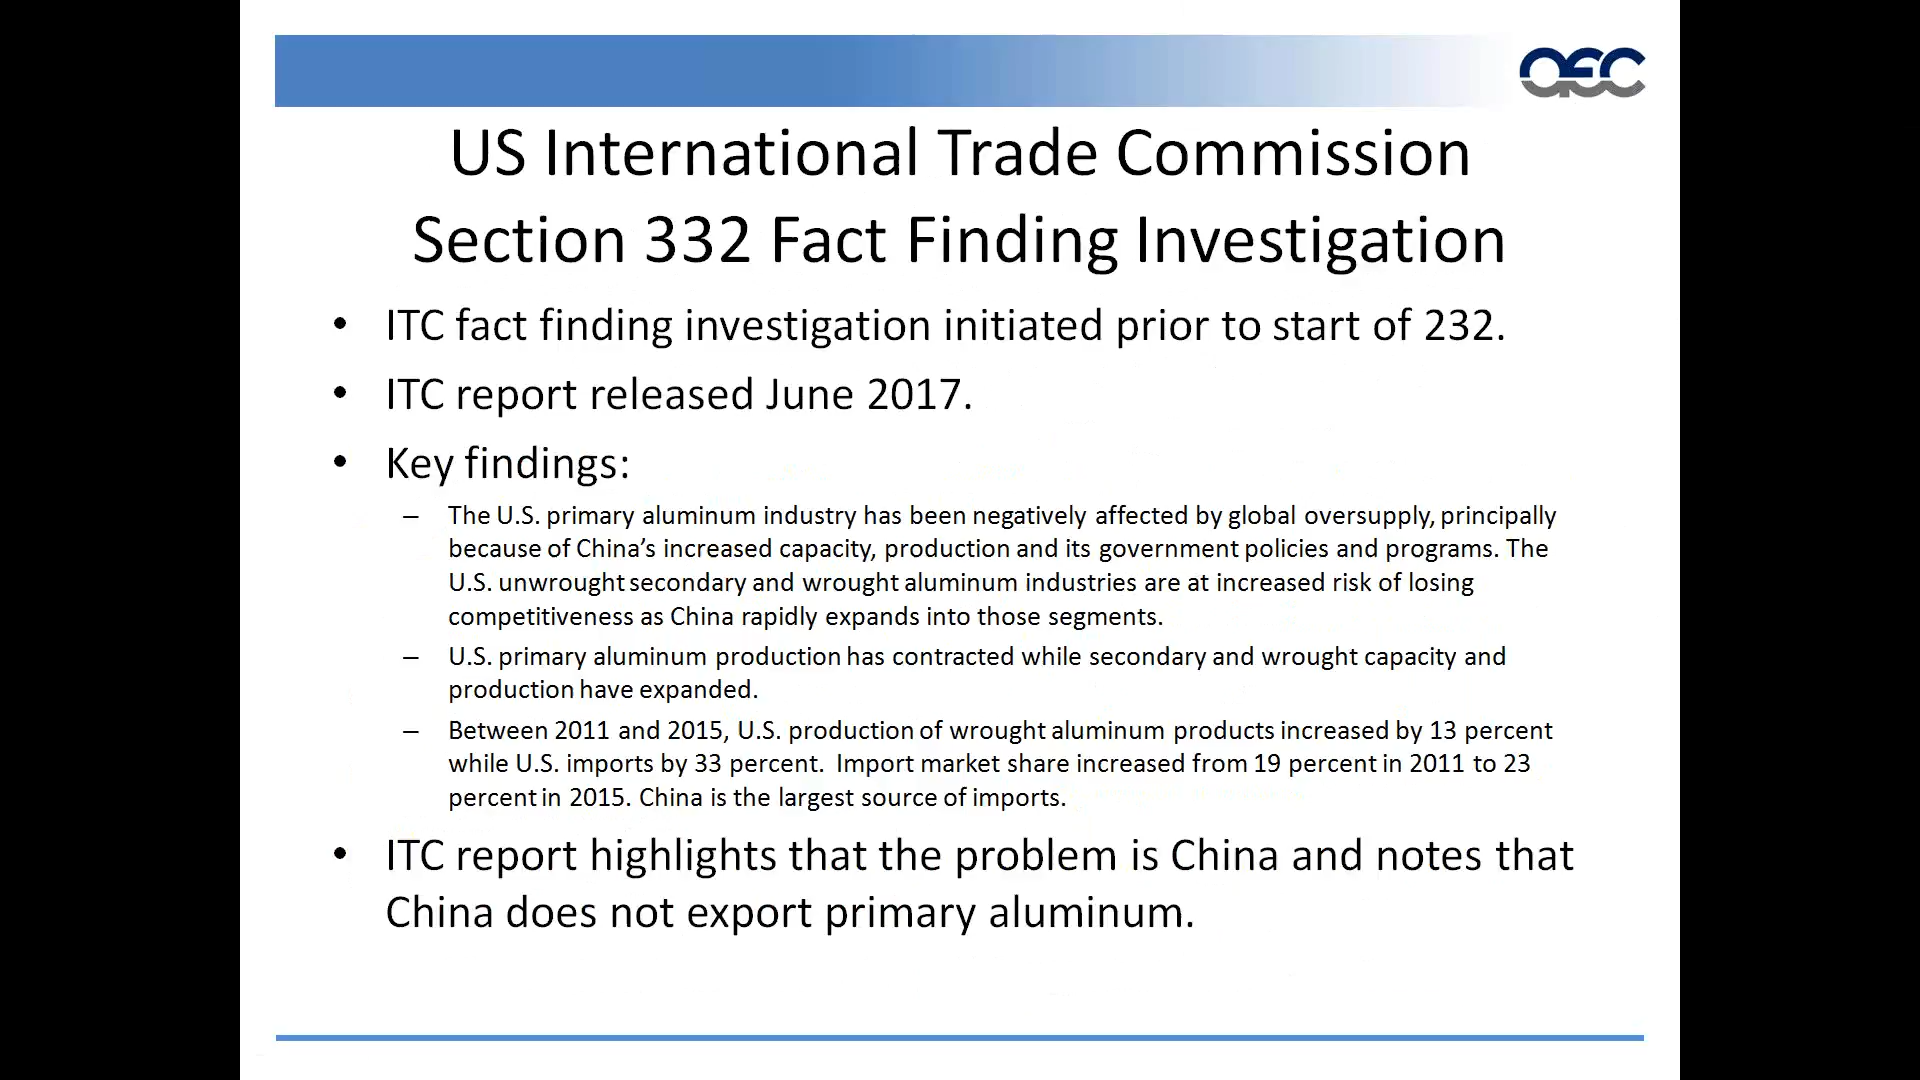 AEC
US International Trade Commission
Section 332 Fact Finding Investigation
• ITC fact finding investigation initiated prior to start of 232.
• ITC report released June 2017.
• Key findings:
– The U.S. primary aluminum industry has been negatively affected by global oversupply, principally
because of China’s increased capacity, production and its government policies and programs. The
U.S. unwrought secondary and wrought aluminum industries are at increased risk of losing
competitiveness as China rapidly expands into those segments.
– U.S. primary aluminum production has contracted while secondary and wrought capacity and
production have expanded.
– Between 2011 and 2015, U.S. production of wrought aluminum products increased by 13 percent
while U.S. imports by 33 percent. Import market share increased from 19 percent in 2011 to 23
percent in 2015. China is the largest source of imports.
• ITC report highlights that the problem is China and notes that
China does not export primary aluminum.